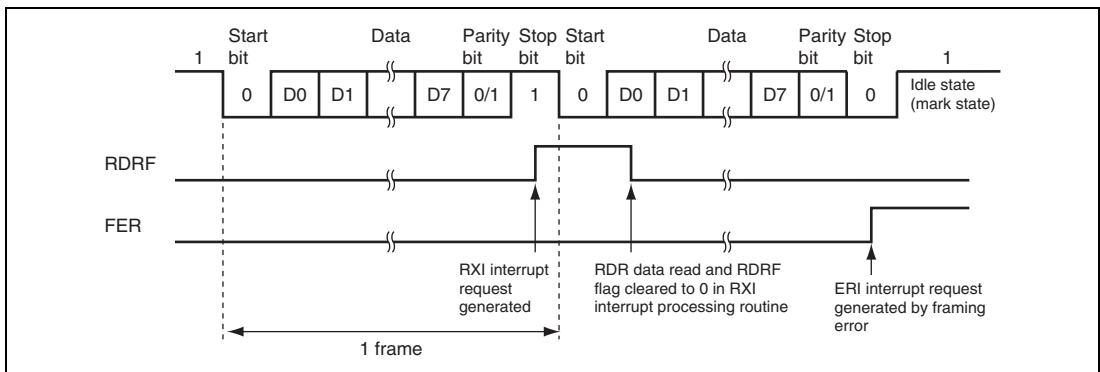 Start Data Parity Stop Start Data Parity Stop
1 bit bit bit bit bit bit 1
0 D0 D1 D7 0/1 1 0 D0 D1 D7 0/1 0 Idle state
(mark state)
RDRF
FER
RXI interrupt
request
generated
RDR data read and RDRF
flag cleared to 0 in RXI
interrupt processing routine
ERI interrupt request
generated by framing
error
1 frame